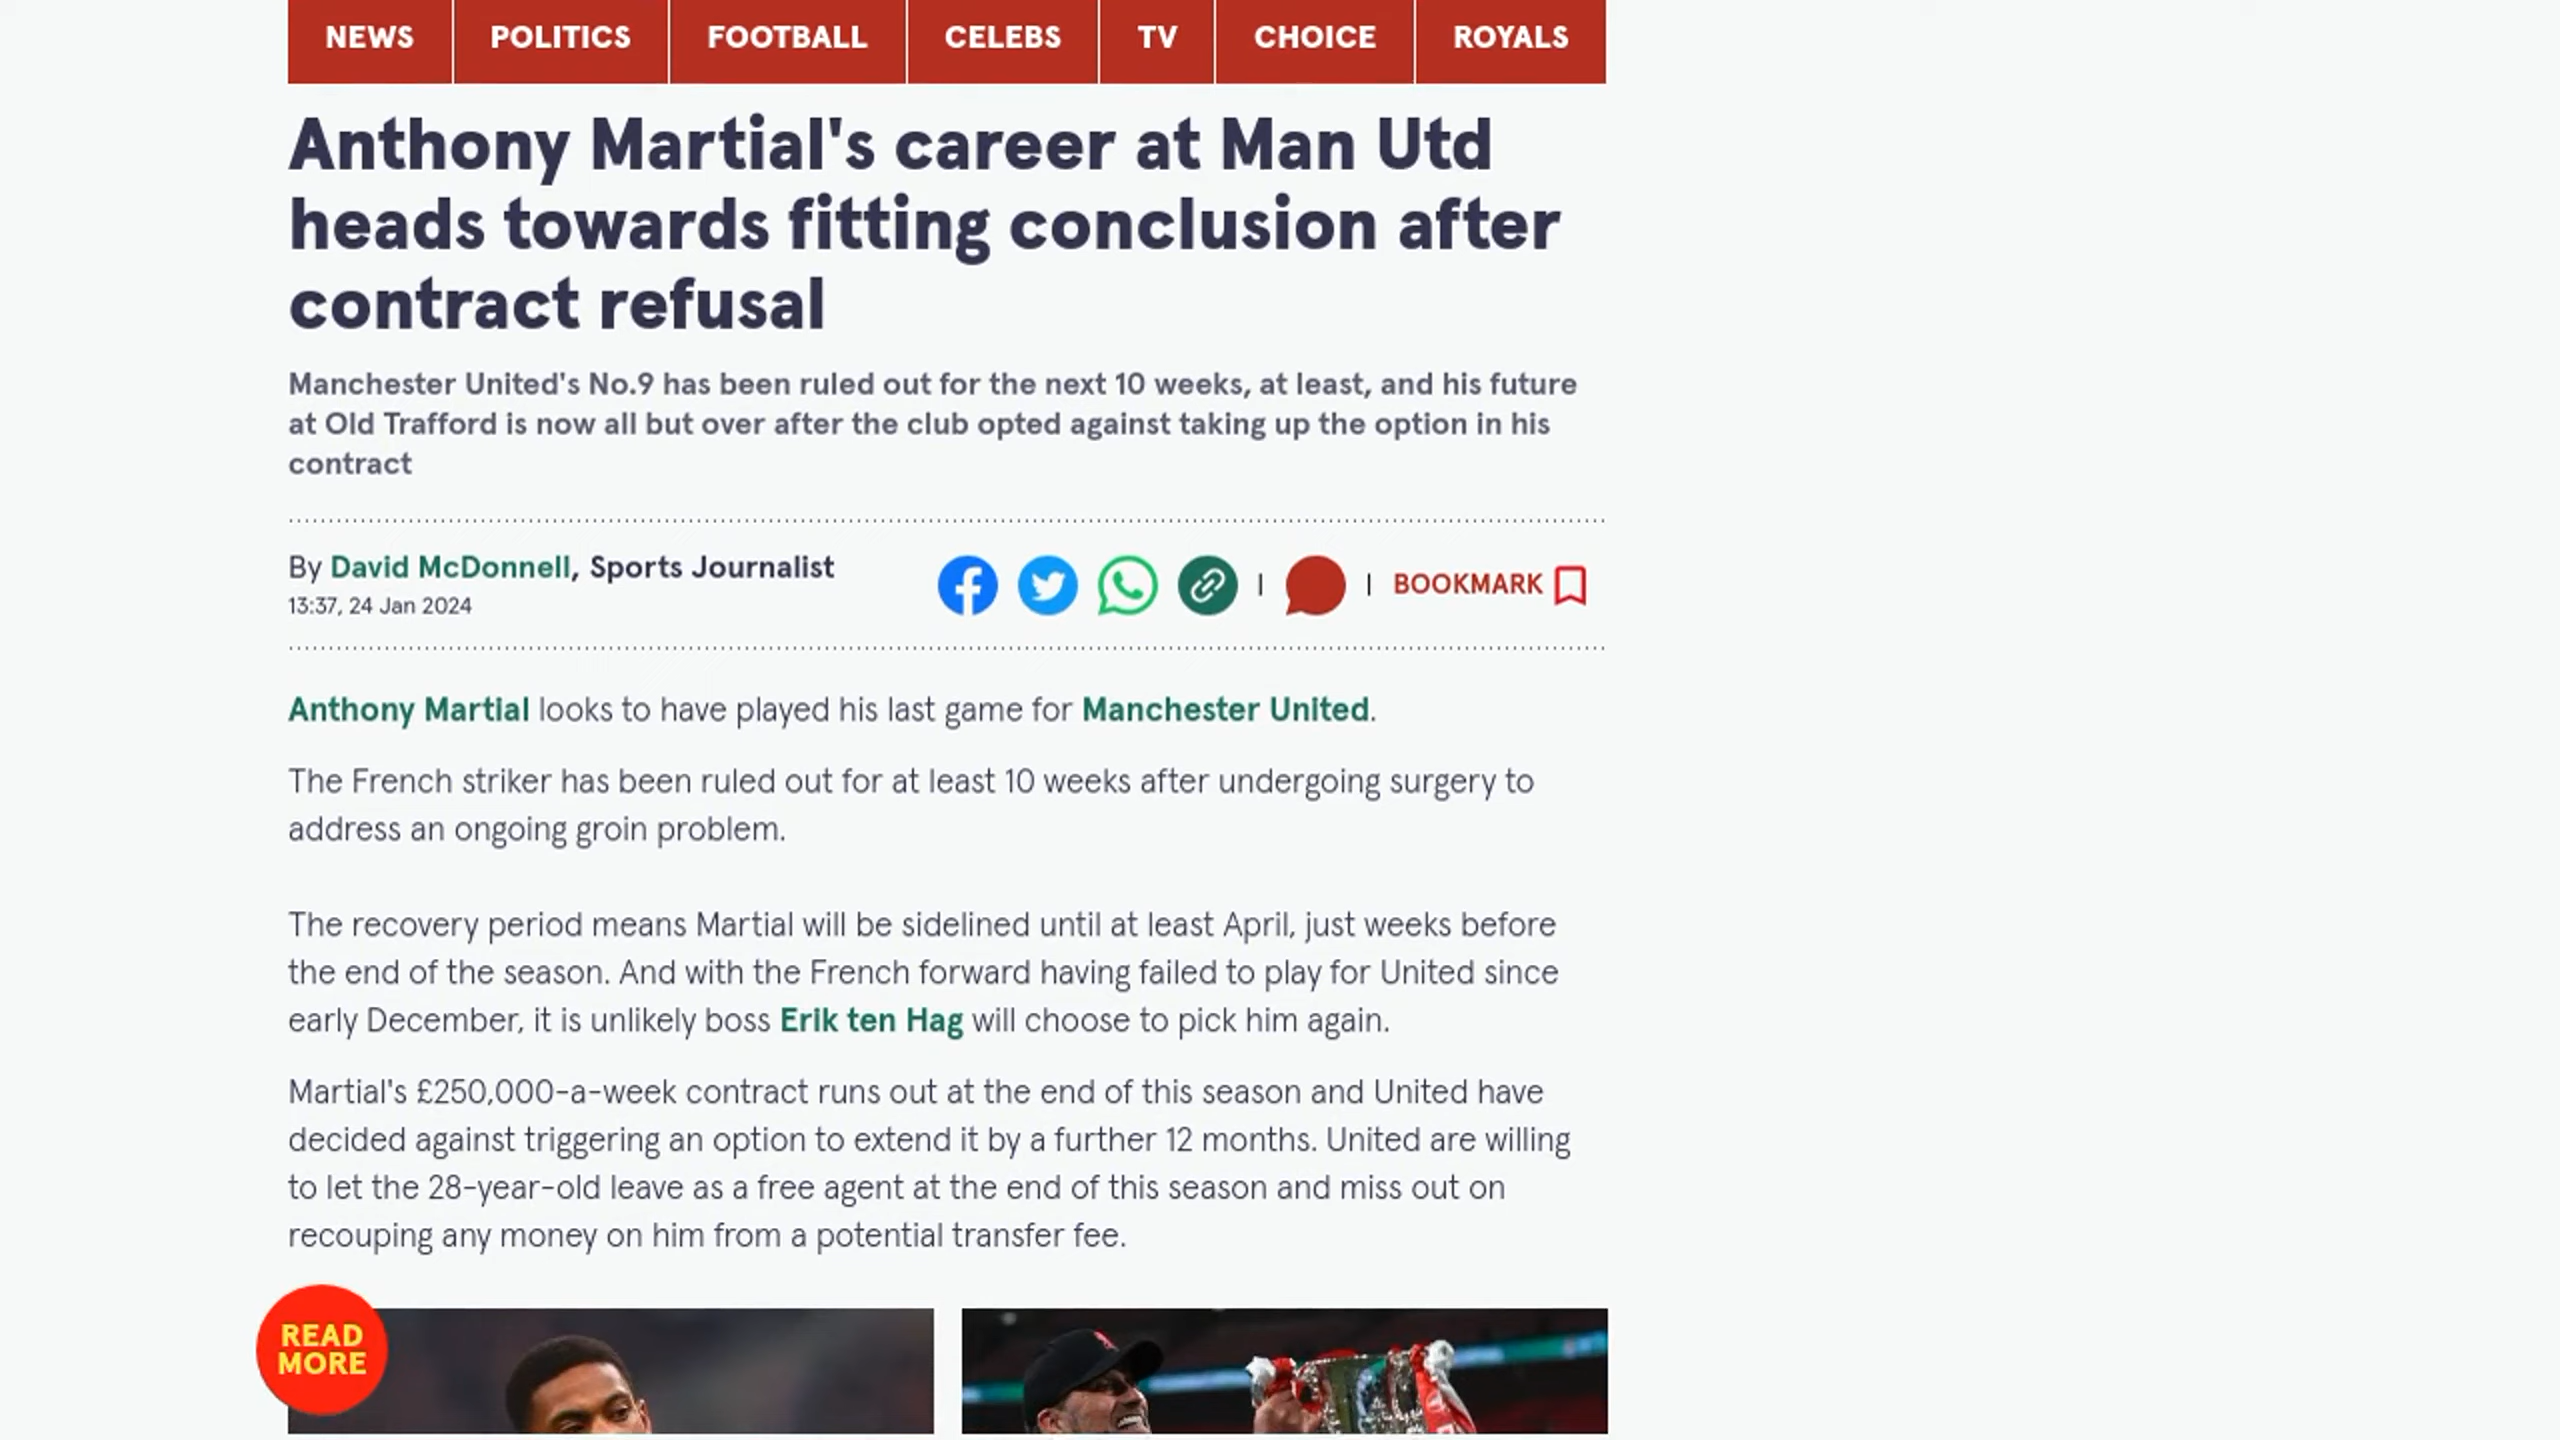 NEWS POLITICS FOOTBALL CELEBS TV CHOICE ROYALS
Anthony Martial's career at Man Utd
heads towards fitting conclusion after
contract refusal
Manchester United's No.9 has been ruled out for the next 10 weeks, at least, and his future
at Old Trafford is now all but over after the club opted against taking up the option in his
contract
By David McDonnell, Sports Journalist
13:37, 24 Jan 2024
BOOKMARK
Anthony Martial looks to have played his last game for Manchester United.
The French striker has been ruled out for at least 10 weeks after undergoing surgery to
address an ongoing groin problem.
The recovery period means Martial will be sidelined until at least April, just weeks before
the end of the season. And with the French forward having failed to play for United since
early December, it is unlikely boss Erik ten Hag will choose to pick him again.
Martial's £250,000-a-week contract runs out at the end of this season and United have
decided against triggering an option to extend it by a further 12 months. United are willing
to let the 28-year-old leave as a free agent at the end of this season and miss out on
recouping any money on him from a potential transfer fee.
READ
MORE